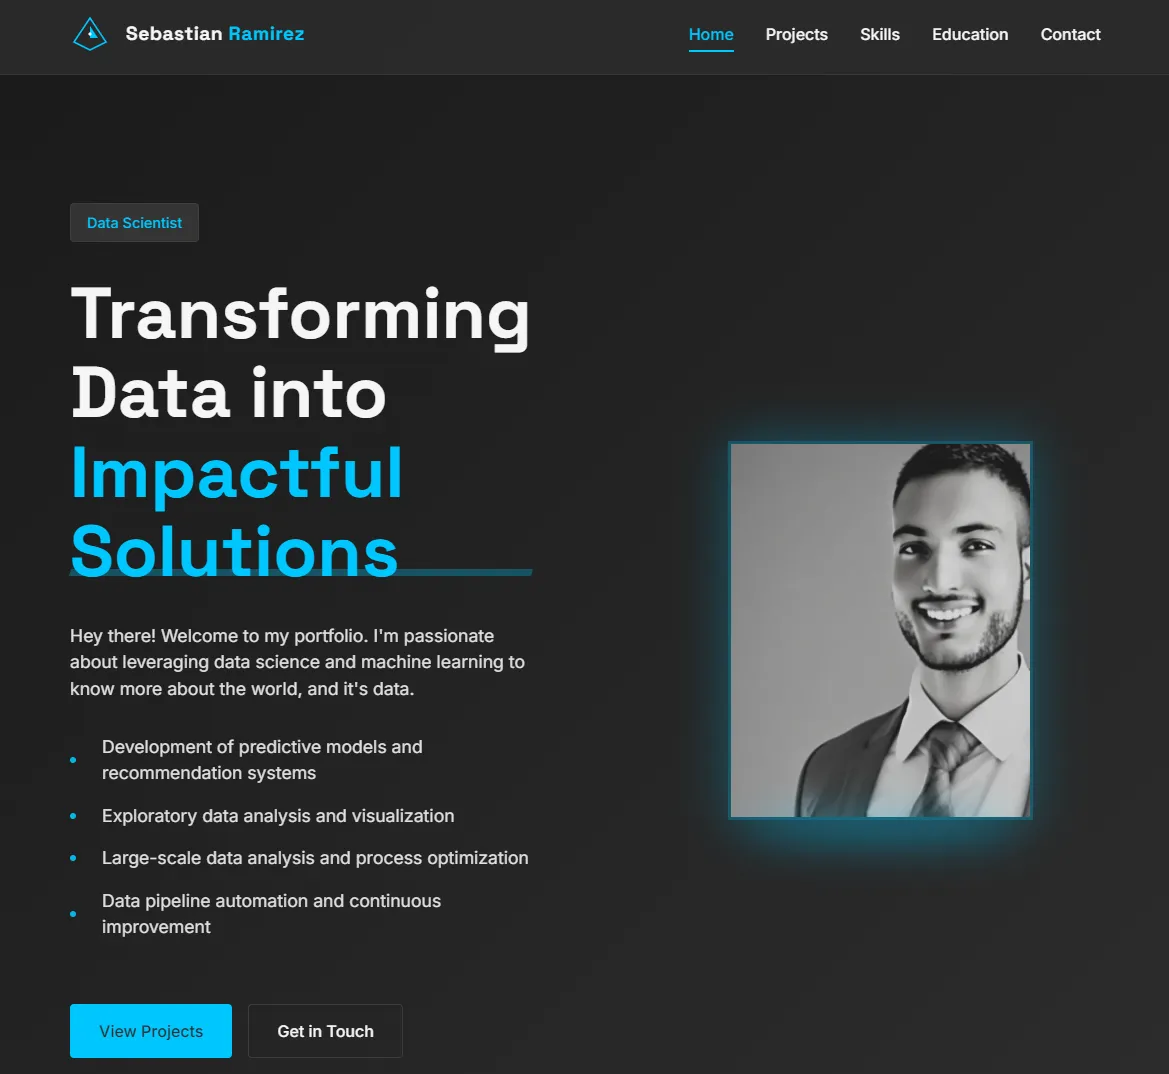 Sebastian Ramirez
Home Projects Skills Education Contact
Data Scientist
Transforming
Data into
Impactful
Solutions
Hey there! Welcome to my portfolio. I'm passionate
about leveraging data science and machine learning to
know more about the world, and it's data.
Development of predictive models and
recommendation systems
Exploratory data analysis and visualization
Large-scale data analysis and process optimization
Data pipeline automation and continuous
improvement
View Projects Get in Touch